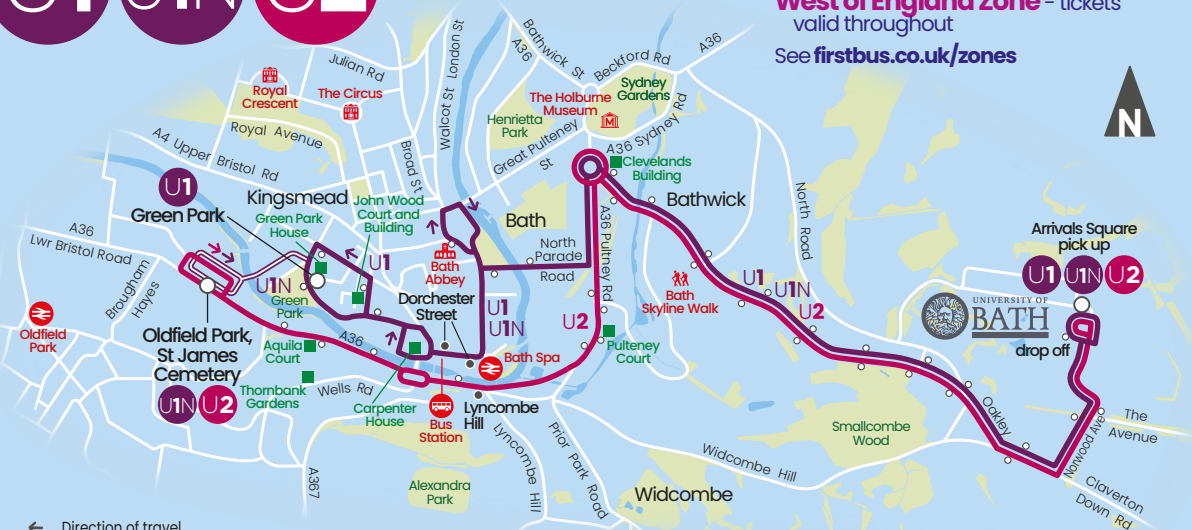 U1 U1N U2
West of England Zone - tickets
valid throughout
See firstbus.co.uk/zones
N
Julian Rd
Walcot St
London St
Bathwick St
A36
Beckford Rd
A36
Royal
Crescent
The Circus
The Holburne
Museum
Sydney
Gardens
Henrietta
Park
Royal Avenue
Great Pulteney
St
A36 Sydney Rd
A4 Upper Bristol Rd
Broad St
Clevelands
Building
U1
Green Park
Kingsmead
John Wood
Court and
Building
Green Park
House
Bathwick
North Road
Bath
A36 Pultney Rd
A36
Lwr Bristol Road
North
Parade
Road
Arrivals Square
pick up
U1 U1N U2
Brougham
Hayes
U1N
U1
Green
Park
Bath
Abbey
Dorchester
Street
Bath
Skyline Walk
U1
U1N
U2
UNIVERSITY OF
BATH
drop off
Oldfield
Park
Oldfield Park,
St James
Cemetery
U1N U2
A36
U1
U1N
U2
Aquila
Court
Bath Spa
Pulteney
Court
Thornbank
Gardens
Wells Rd
Carpenter
House
Bus
Station
Lyncombe
Hill
Oakley
Norwood Ave
The
Avenue
Smallcombe
Wood
Lyncombe Hill
Prior Park Road
Widcombe Hill
A367
Alexandra
Park
Widcombe
Claverton
Down Rd
Direction of travel